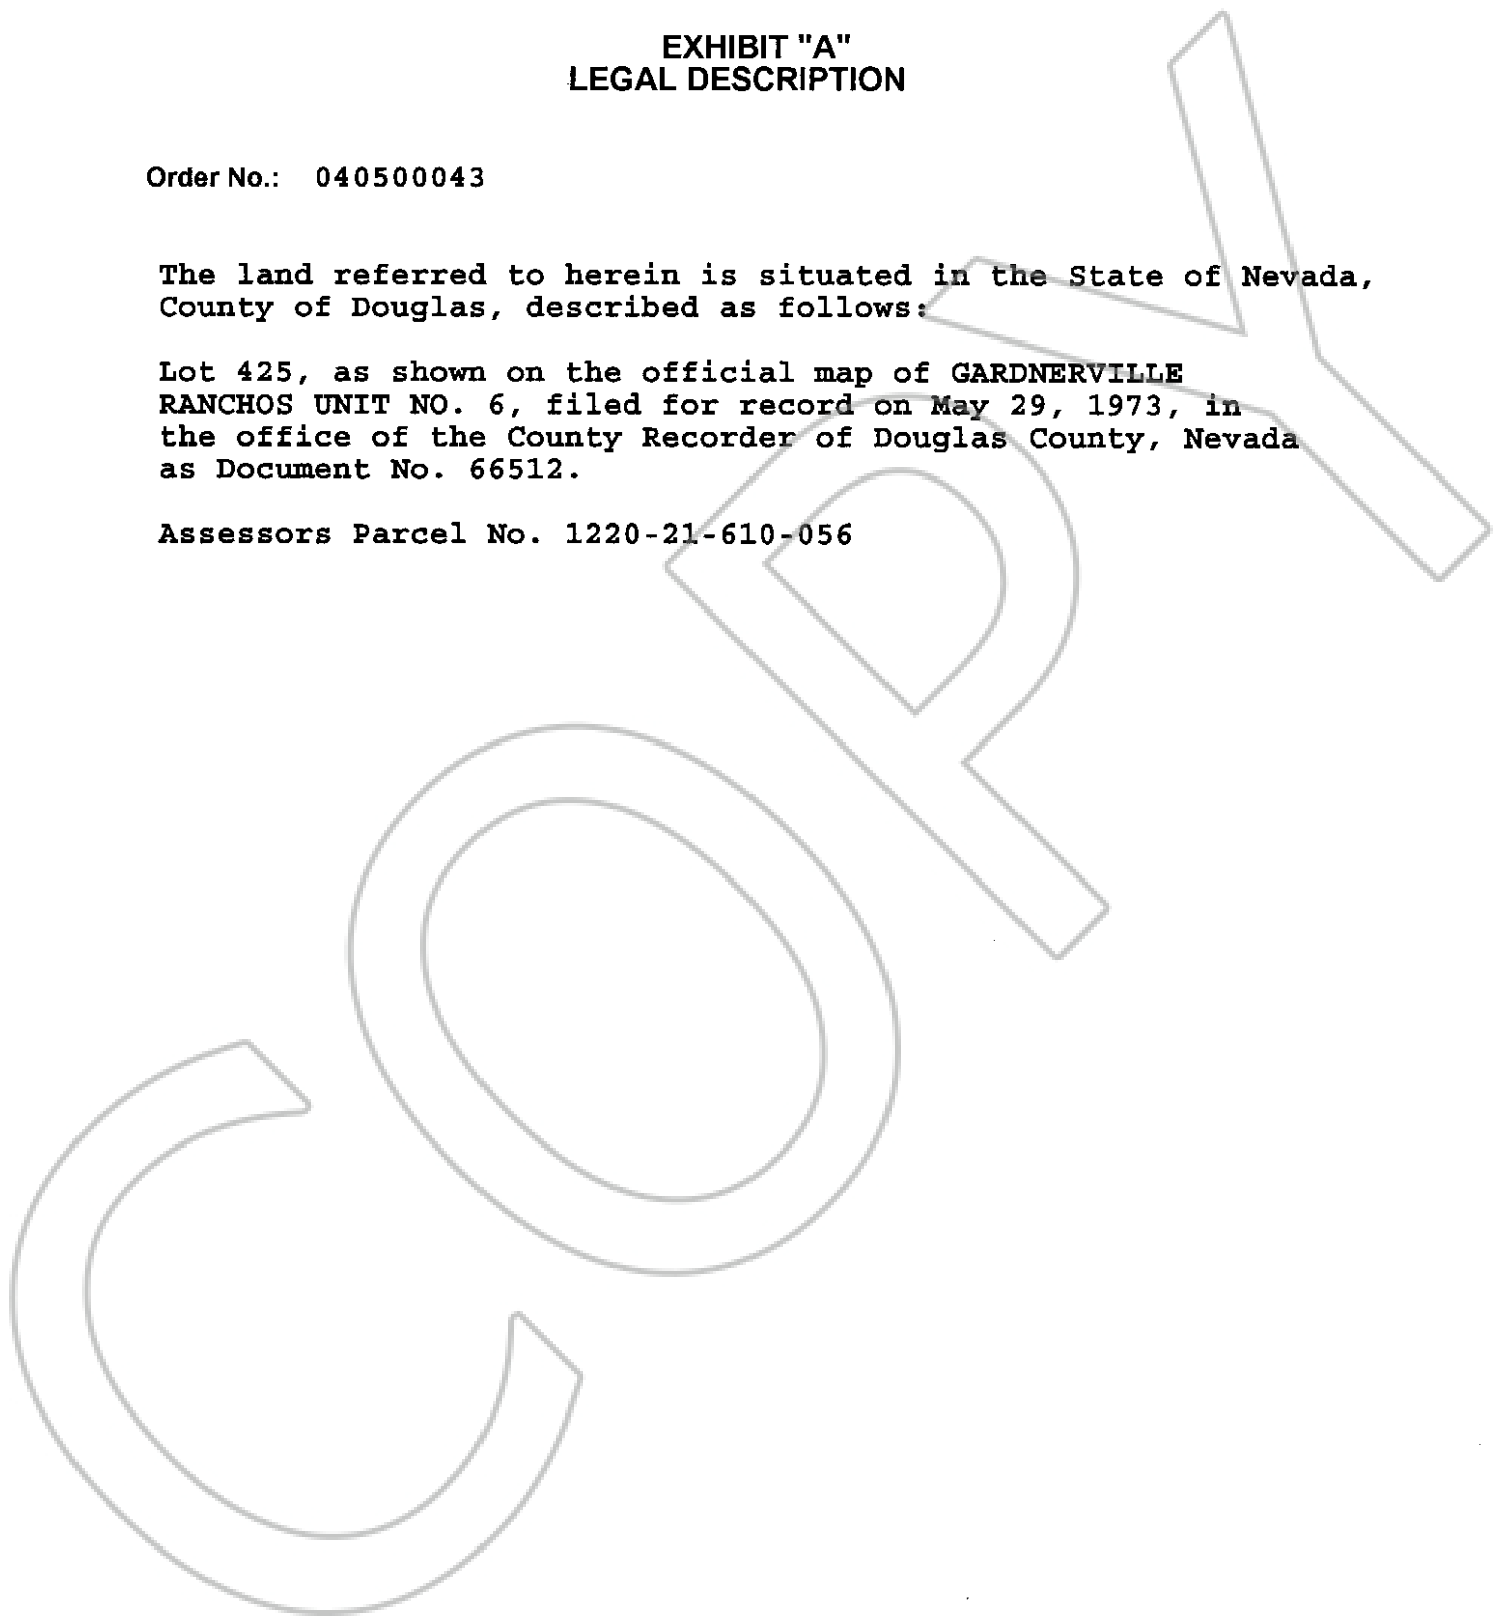 EXHIBIT "A"
LEGAL DESCRIPTION
Order No.: 040500043
The land referred to herein is situated in the State of Nevada,
County of Douglas, described as follows:
Lot 425, as shown on the official map of GARDNERVILLE
RANCHOS UNIT NO. 6, filed for record on May 29, 1973, in
the office of the County Recorder of Douglas County, Nevada
as Document No. 66512.
Assessors Parcel No. 1220-21-610-056
COPY